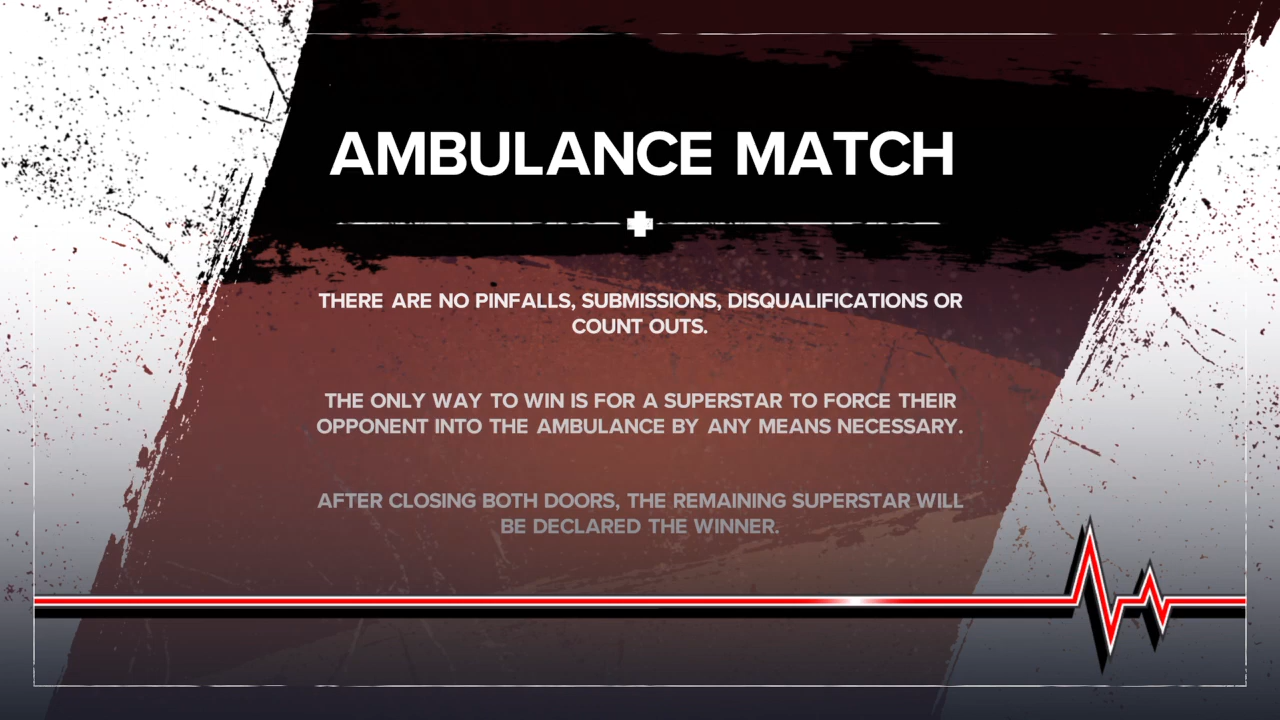 AMBULANCE MATCH
THERE ARE NO PINFALLS, SUBMISSIONS, DISQUALIFICATIONS OR
COUNT OUTS.
THE ONLY WAY TO WIN IS FOR A SUPERSTAR TO FORCE THEIR
OPPONENT INTO THE AMBULANCE BY ANY MEANS NECESSARY.
AFTER CLOSING BOTH DOORS, THE REMAINING SUPERSTAR WILL
BE DECLARED THE WINNER.